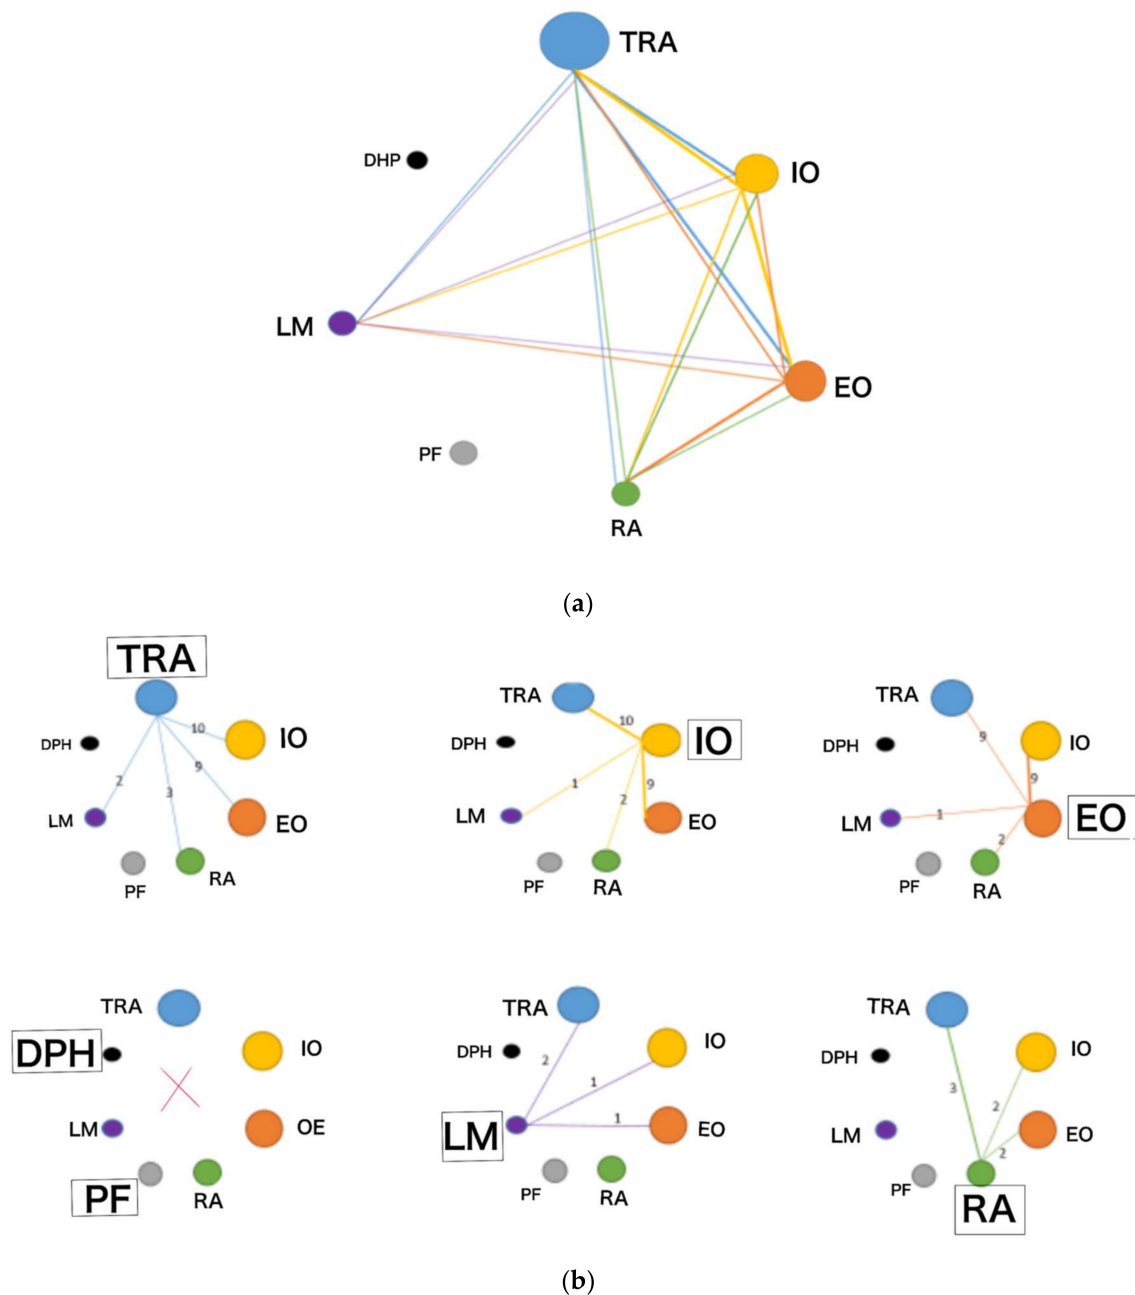 TRA
DHP
IO
LM
EO
PF
RA
(a)
TRA
10
IO
DPH
9
2
3
LM
EO
PF
RA
TRA
10
DPH
IO
1
9
2
LM
EO
PF
RA
TRA
9
IO
DPH
9
LM
1
EO
2
PF
RA
TRA
DPH
IO
LM
OE
PF
RA
TRA
DPH
2
IO
1
LM
1
EO
PF
RA
TRA
DPH
IO
3
2
LM
EO
2
PF
RA
(b)